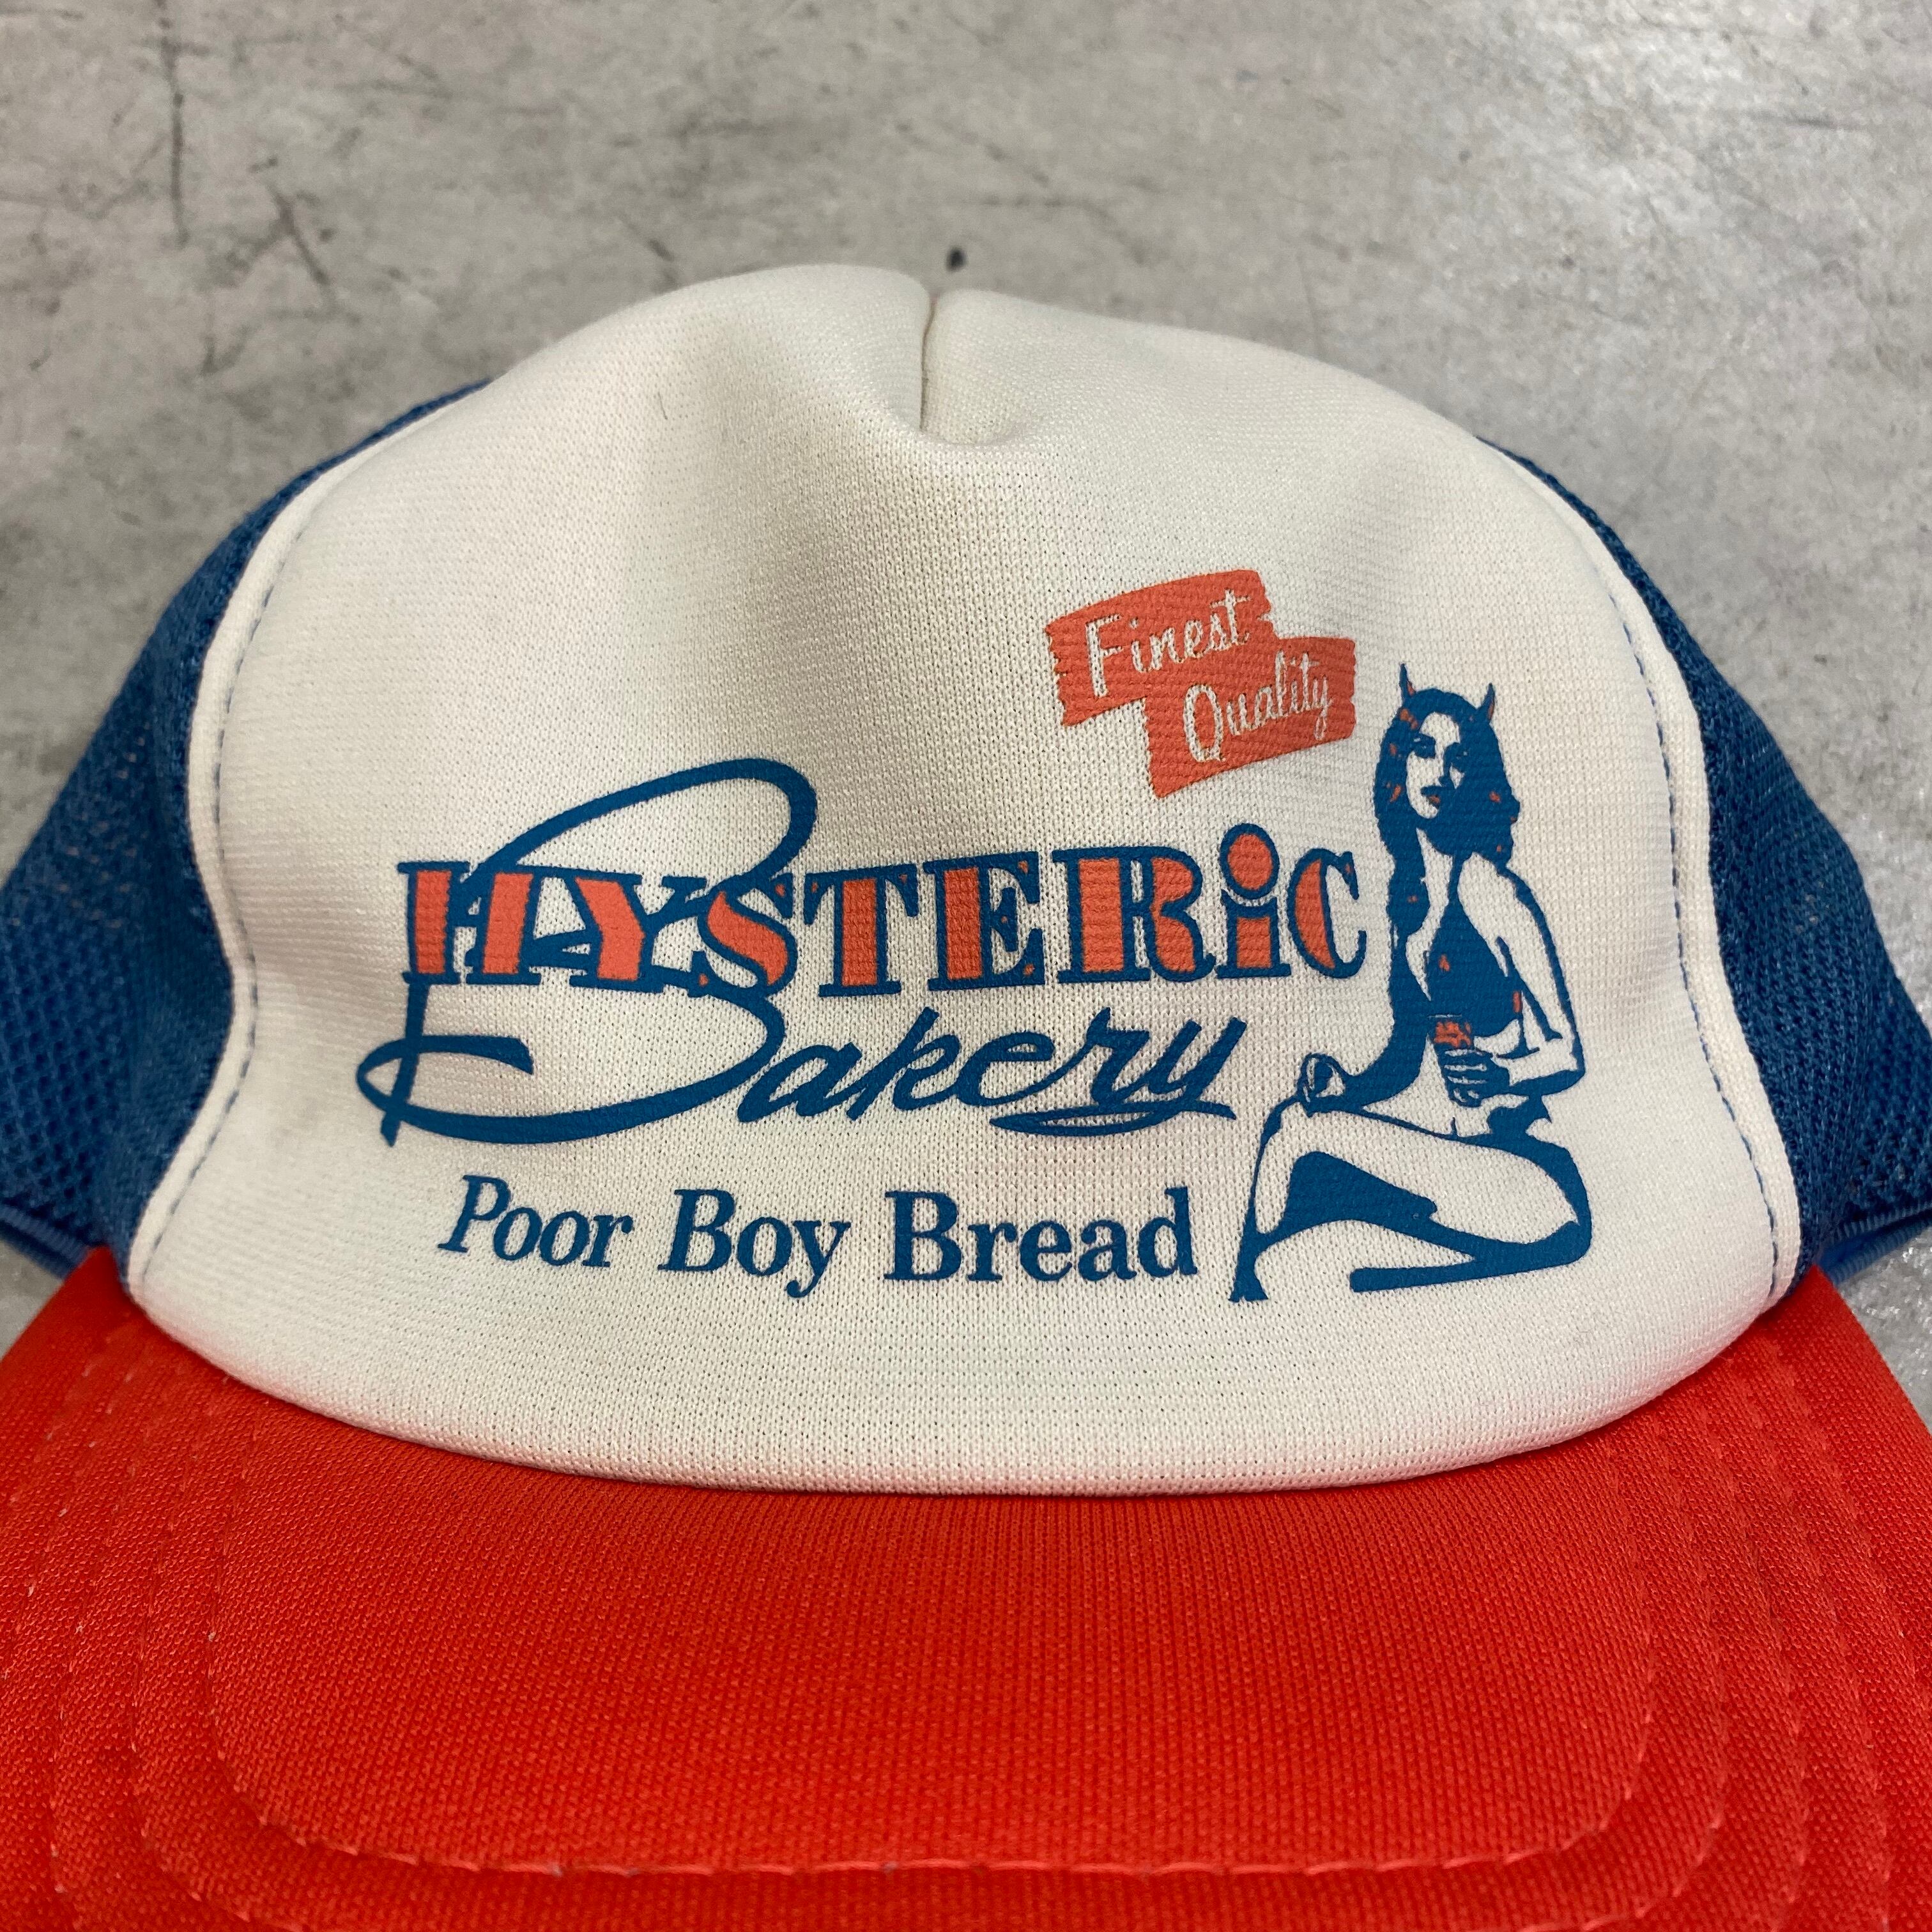 Finest
Quality
HYSTERiC
Bakery
Poor Boy Bread